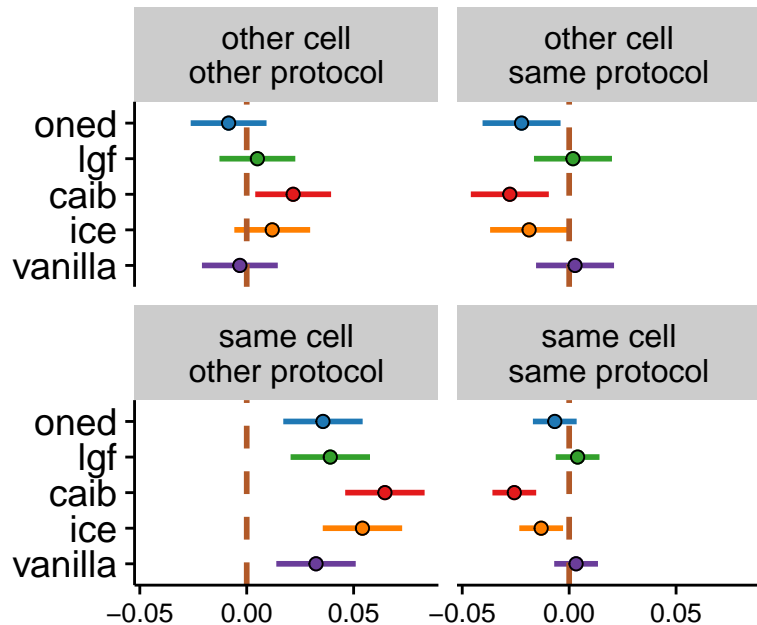 other cell
other protocol
other cell
same protocol
oned
lgf
caib
ice
vanilla
same cell
other protocol
same cell
same protocol
oned
lgf
caib
ice
vanilla
−0.05 0.00 0.05
−0.05 0.00 0.05